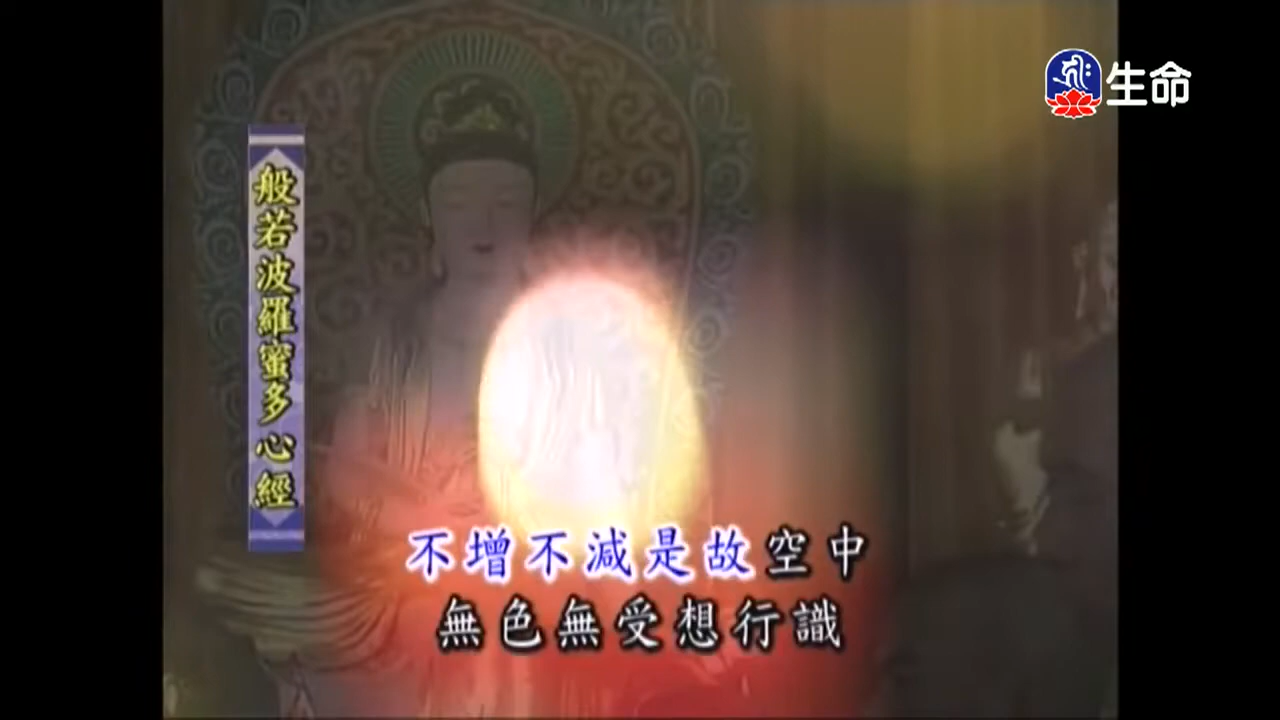 生命
般若波羅蜜多心經
不增不減是故空中
無色無受想行識